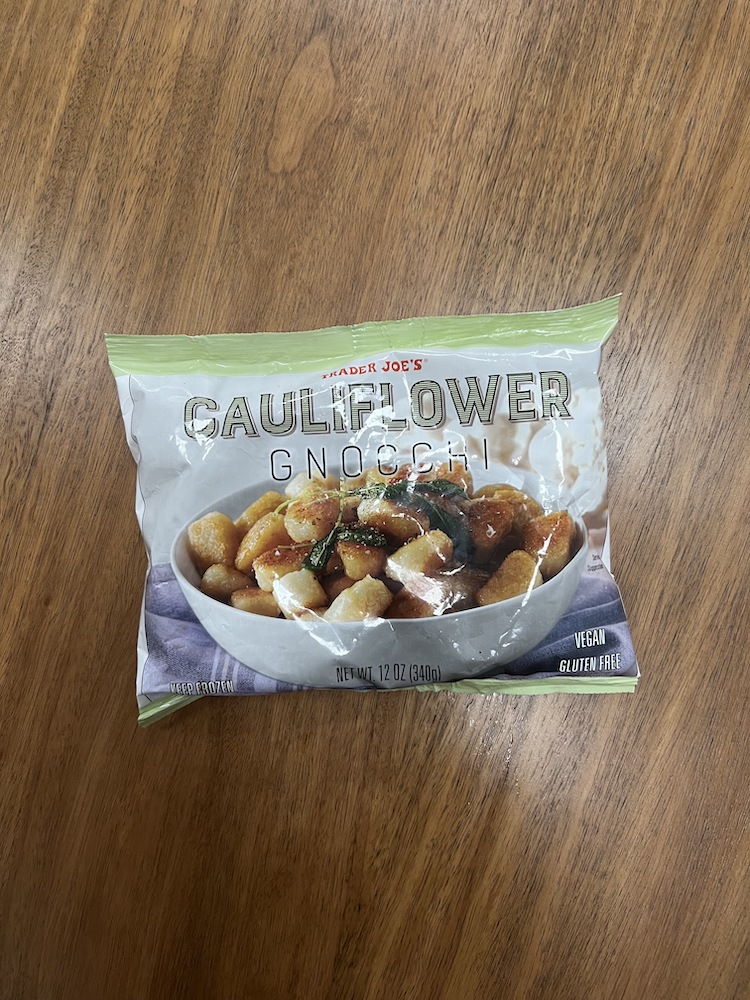 TRADER JOE'S®
CAULIFLOWER
GNOCCHI
VEGAN
GLUTEN FREE
KEEP FROZEN
NET WT. 12 OZ (340g)